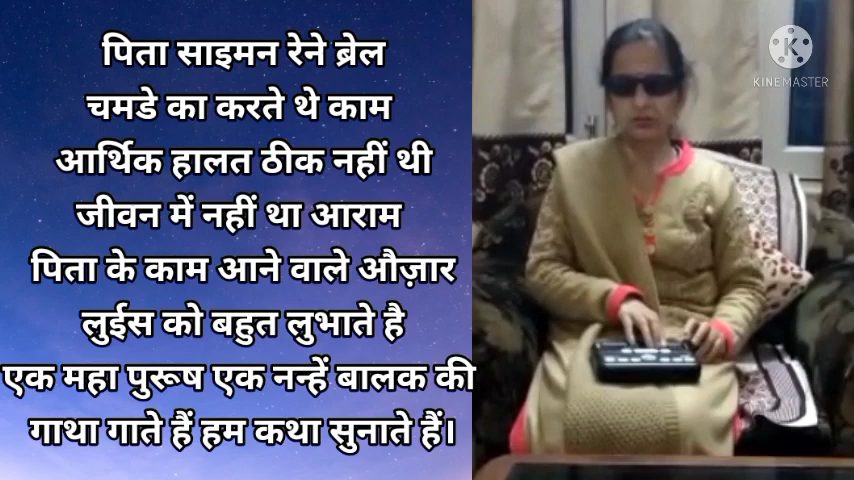 पिता साइमन रेने ब्रेल
चमडे का करते थे काम
आर्थिक हालत ठीक नहीं थी
जीवन में नहीं था आराम
पिता के काम आने वाले औज़ार
लुईस को बहुत लुभाते है
एक महा पुरूष एक नन्हें बालक की
गाथा गाते हैं हम कथा सुनाते हैं।
K
KINEMASTER